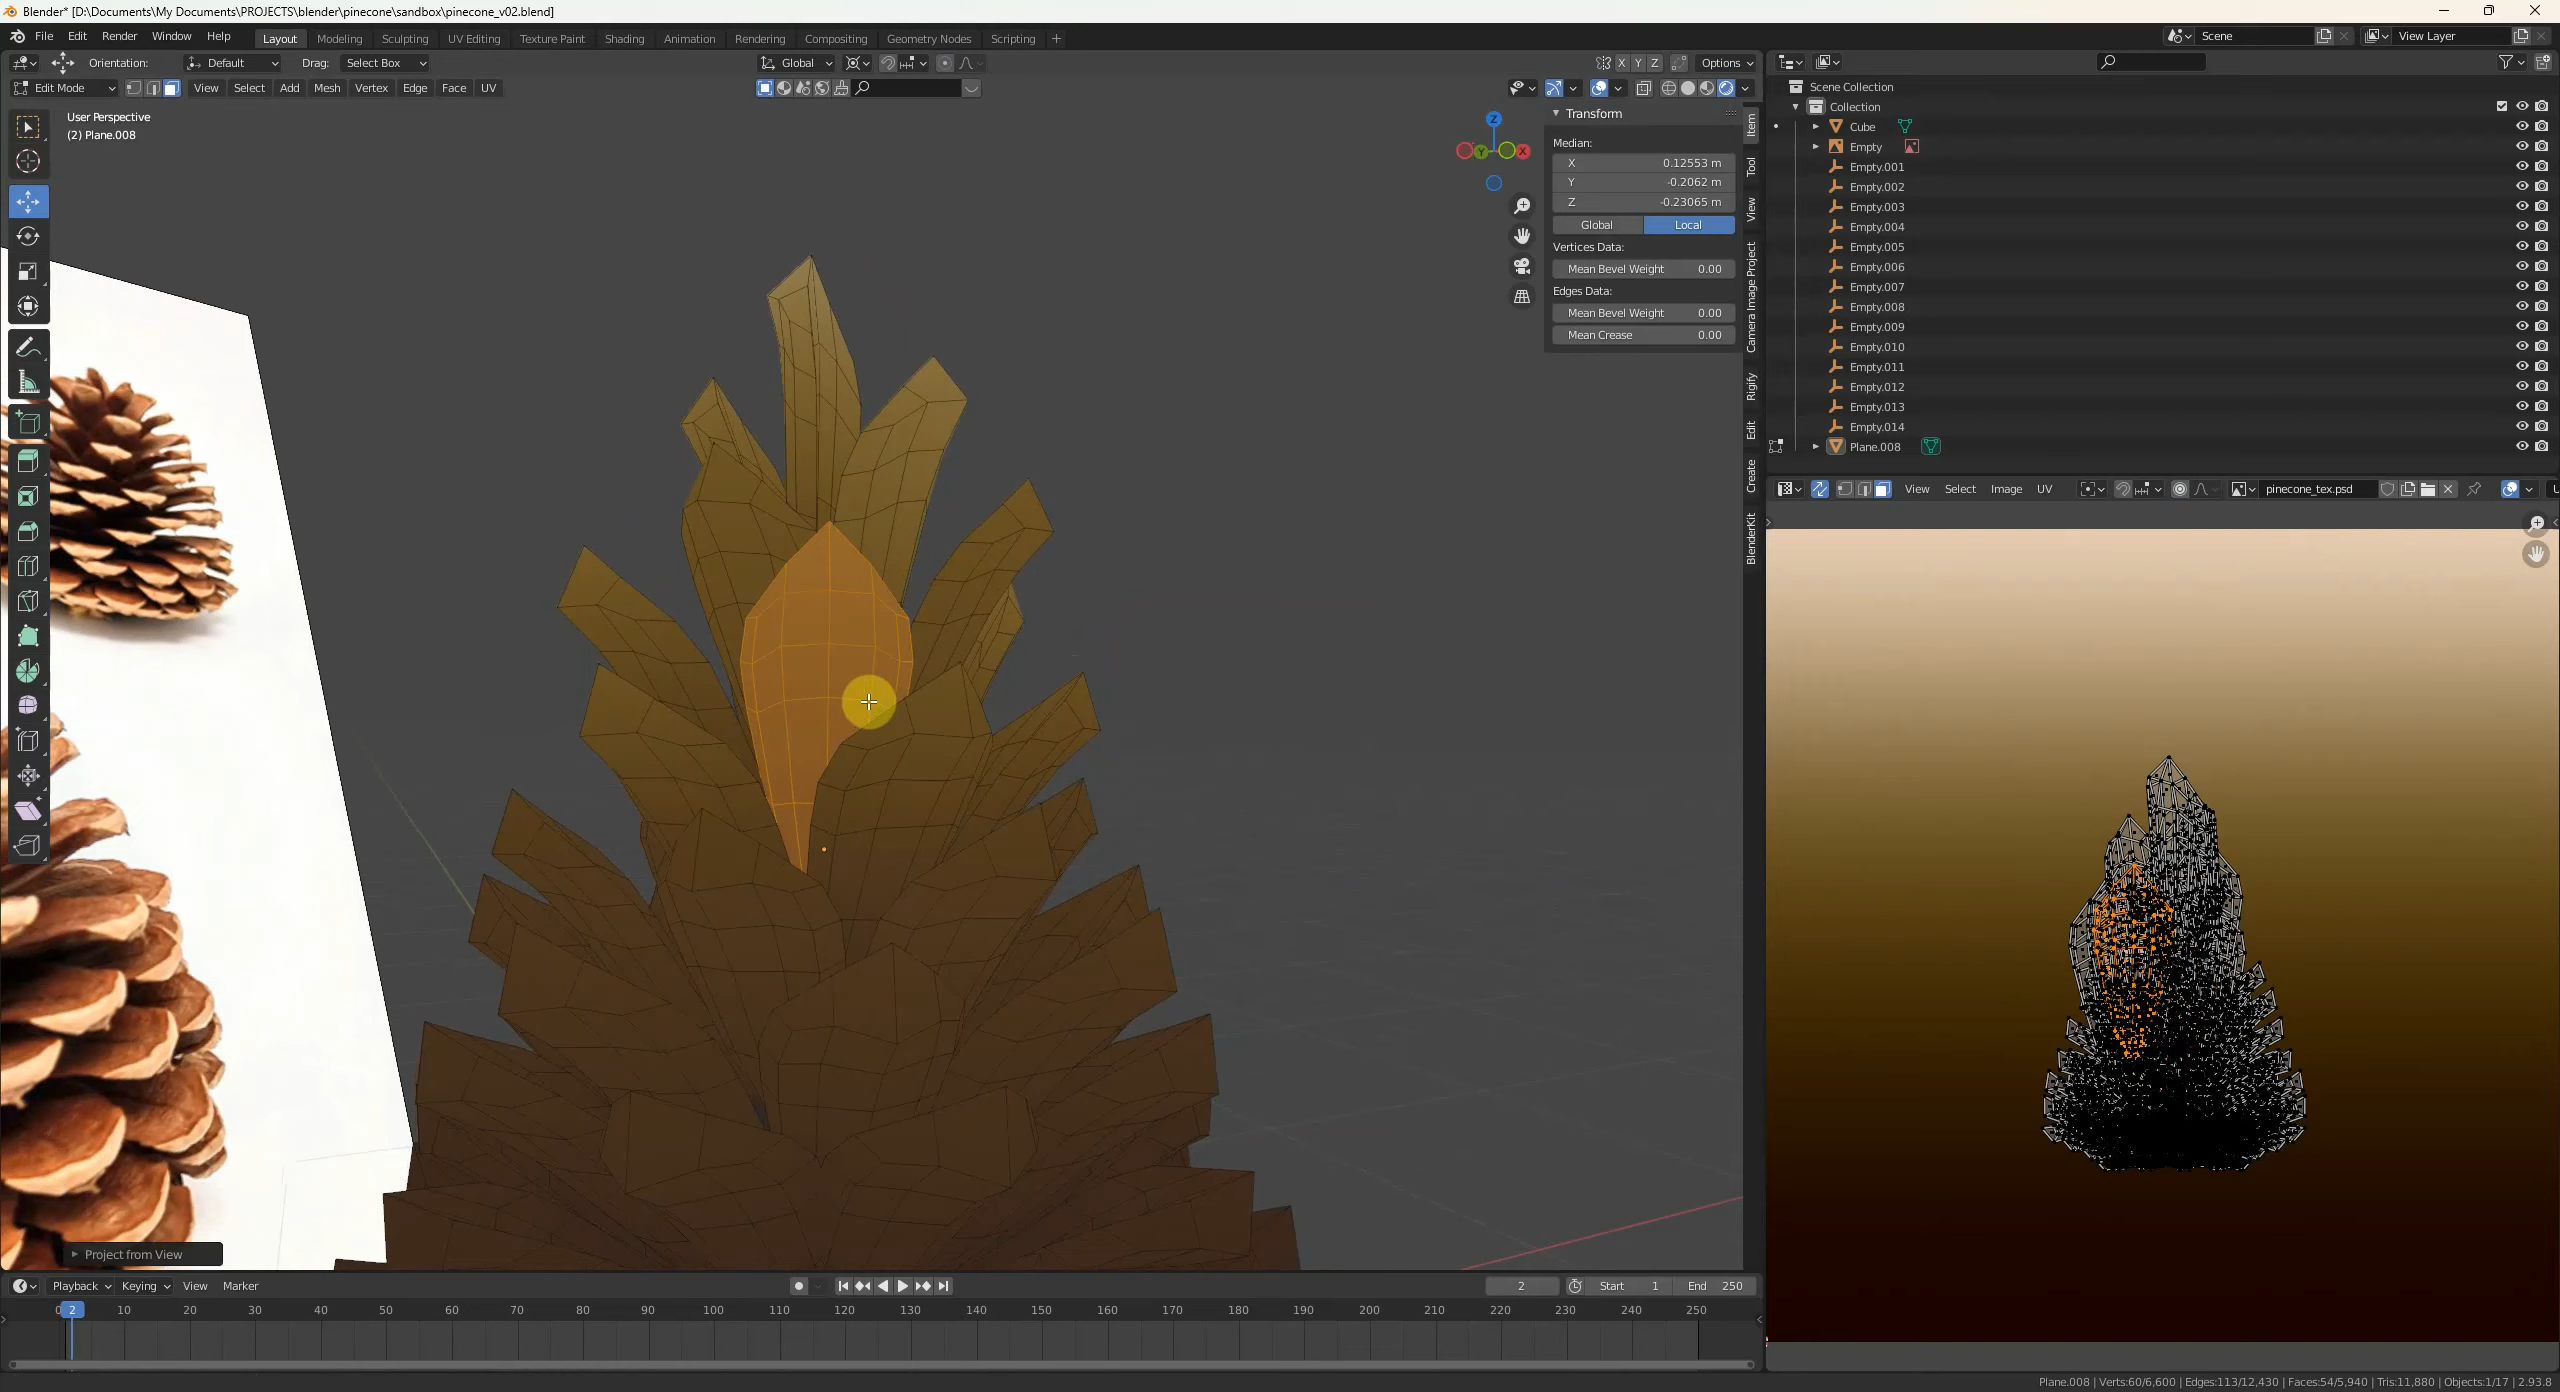 Blender* [D:\Documents\My Documents\PROJECTS\blender\pinecone\sandbox\pinecone_v02.blend]
File Edit Render Window Help Layout Modeling Sculpting UV Editing Texture Paint Shading Animation Rendering Compositing Geometry Nodes Scripting + Scene View Layer
Orientation: Default Drag: Select Box Global X Y Z Options
Edit Mode View Select Add Mesh Vertex Edge Face UV
User Perspective
(2) Plane.008
Z
Y
X
Transform
Median:
X 0.12553 m
Y -0.2062 m
Z -0.23065 m
Global Local
Vertices Data:
Mean Bevel Weight 0.00
Edges Data:
Mean Bevel Weight 0.00
Mean Crease 0.00
Item
Tool
View
Camera Image Project
Rigify
Edit
Create
BlenderKit
Scene Collection
Collection
Cube
Empty
Empty.001
Empty.002
Empty.003
Empty.004
Empty.005
Empty.006
Empty.007
Empty.008
Empty.009
Empty.010
Empty.011
Empty.012
Empty.013
Empty.014
Plane.008
View Select Image UV pinecone_tex.psd
Project from View
Playback Keying View Marker 2 Start 1 End 250
0 2 10 20 30 40 50 60 70 80 90 100 110 120 130 140 150 160 170 180 190 200 210 220 230 240 250
Plane.008 | Verts:60/6,600 | Edges:113/12,430 | Faces:54/5,940 | Tris:11,880 | Objects:1/17 | 2.93.8